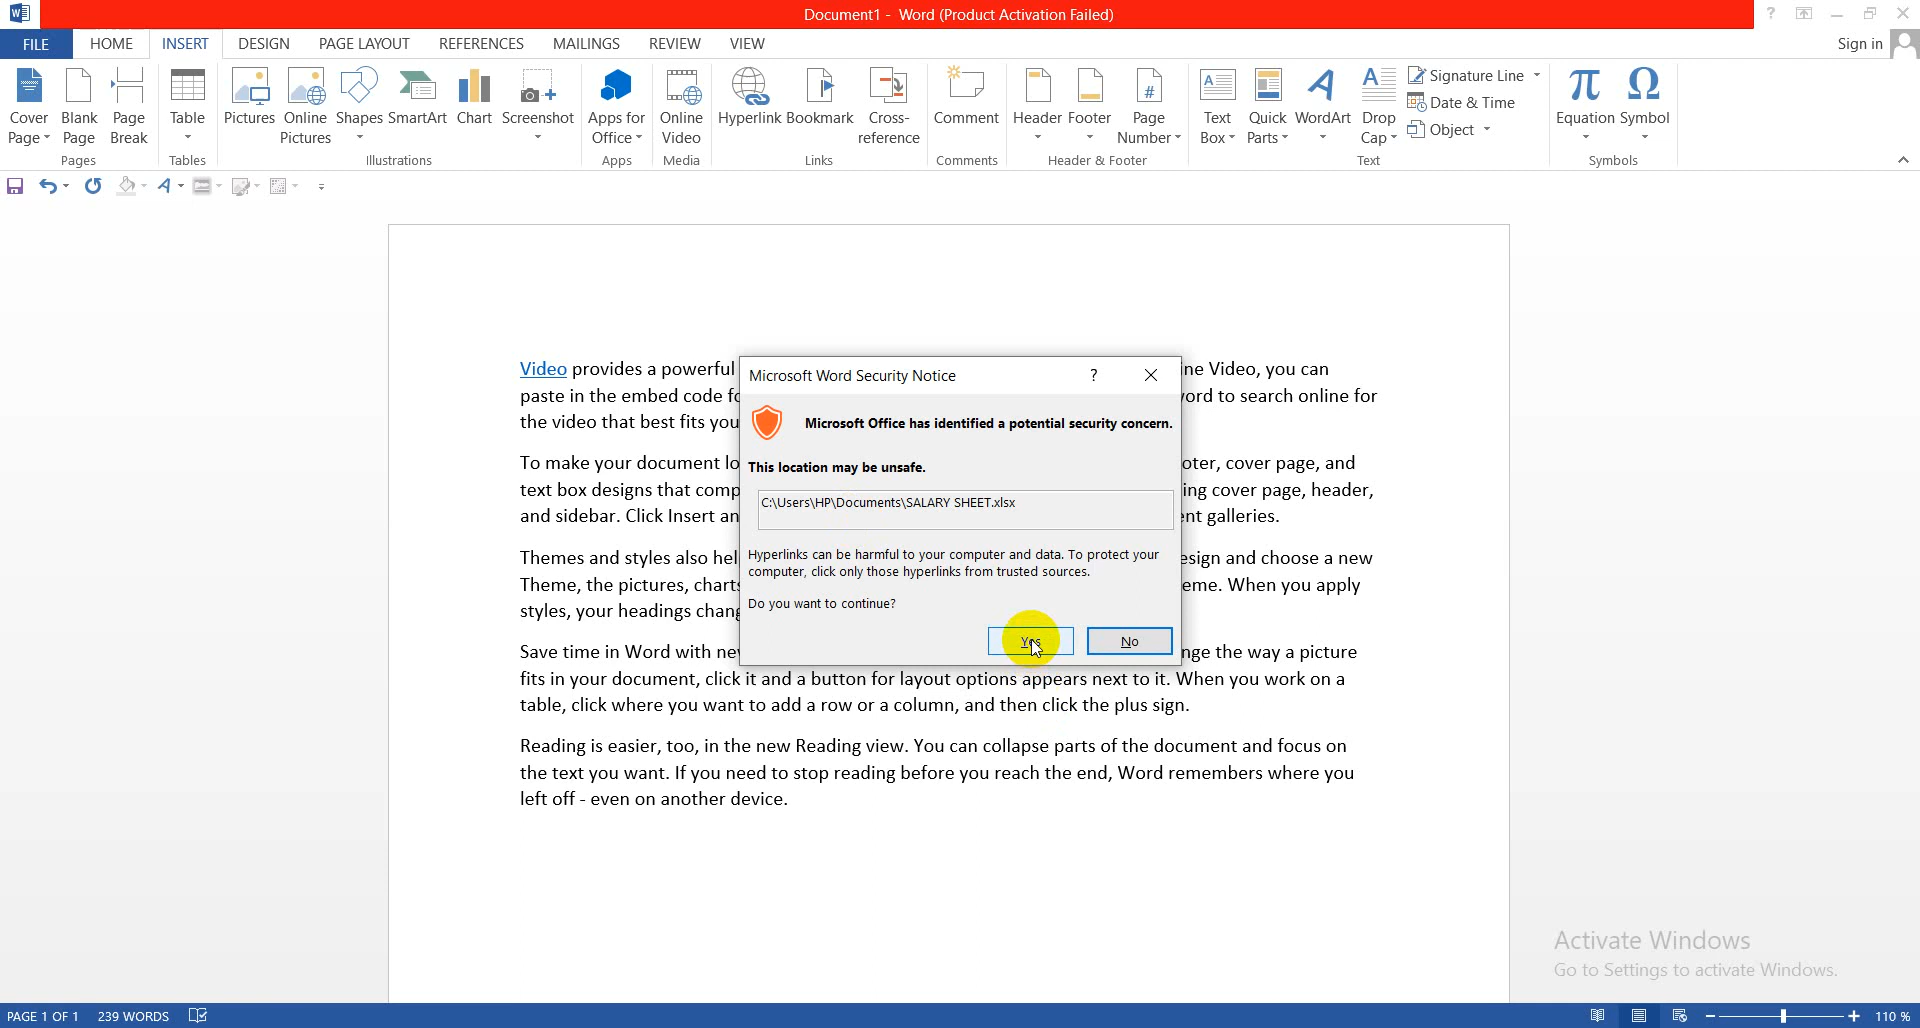 Document1 - Word (Product Activation Failed)
?
FILE HOME INSERT DESIGN PAGE LAYOUT REFERENCES MAILINGS REVIEW VIEW Sign in
Cover Page
Blank Page
Page Break
Table
Pictures
Online Pictures
Shapes
SmartArt
Chart
Screenshot
Apps for Office
Online Video
Hyperlink
Bookmark
Cross-reference
Comment
Header
Footer
Page Number
Text Box
Quick Parts
WordArt
Drop Cap
Signature Line
Date & Time
Object
Equation
Symbol
Pages Tables Illustrations Apps Media Links Comments Header & Footer Text Symbols
Video provides a powerful ine Video, you can
paste in the embed code fo ord to search online for
the video that best fits you
To make your document lo oter, cover page, and
text box designs that comp ing cover page, header,
and sidebar. Click Insert an nt galleries.
Themes and styles also hel esign and choose a new
Theme, the pictures, charts eme. When you apply
styles, your headings chang
Save time in Word with nev nge the way a picture
fits in your document, click it and a button for layout options appears next to it. When you work on a
table, click where you want to add a row or a column, and then click the plus sign.
Reading is easier, too, in the new Reading view. You can collapse parts of the document and focus on
the text you want. If you need to stop reading before you reach the end, Word remembers where you
left off - even on another device.
Microsoft Word Security Notice ?
Microsoft Office has identified a potential security concern.
This location may be unsafe.
C:\Users\HP\Documents\SALARY SHEET.xlsx
Hyperlinks can be harmful to your computer and data. To protect your
computer, click only those hyperlinks from trusted sources.
Do you want to continue?
Yes No
Activate Windows
Go to Settings to activate Windows.
PAGE 1 OF 1 239 WORDS 110 %